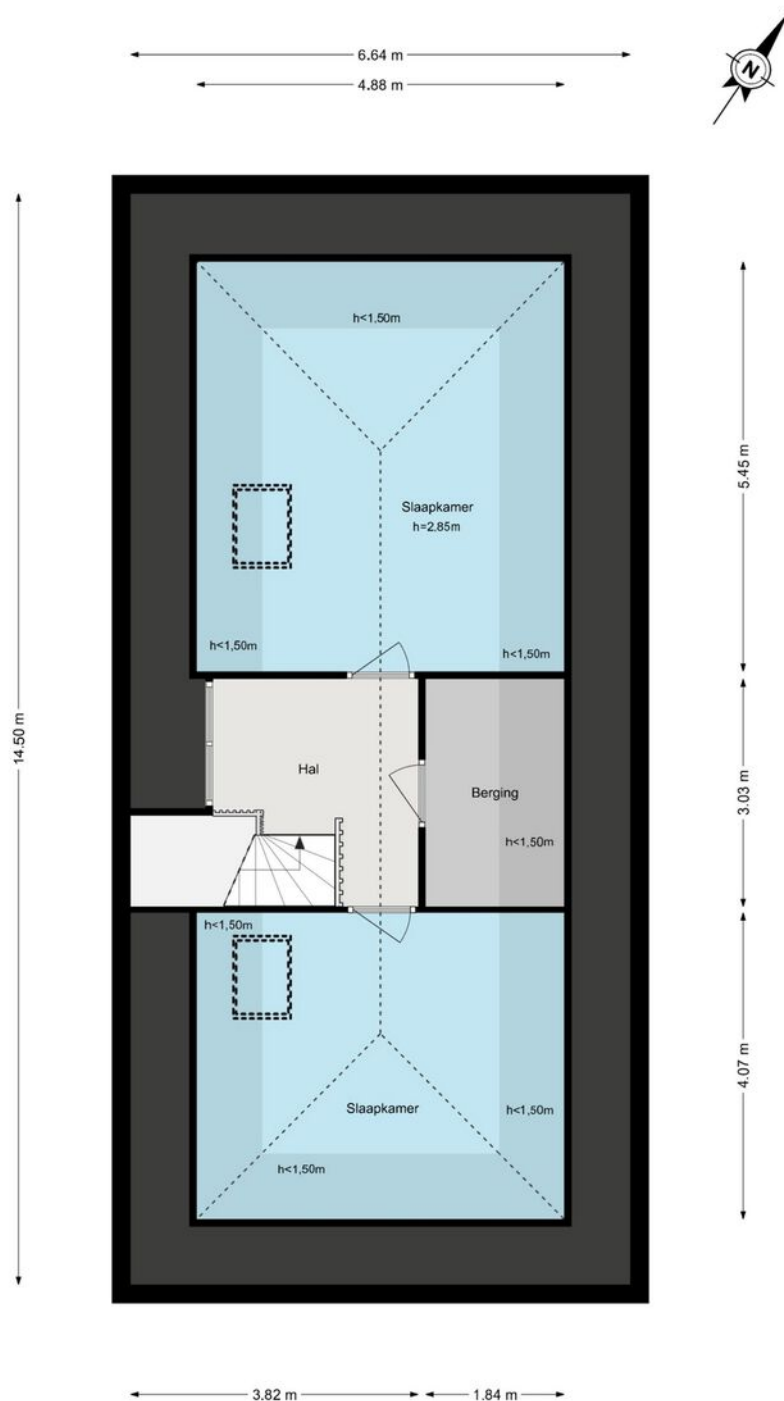 6.64 m
4.88 m
N
h<1.50m
Slaapkamer
h=2.85m
5.45 m
h<1,50m
h<1,50m
14.50 m
Hal
Berging
3.03 m
h<1,50m
h<1,50m
4.07 m
Slaapkamer
h<1,50m
h<1,50m
3.82 m
1.84 m